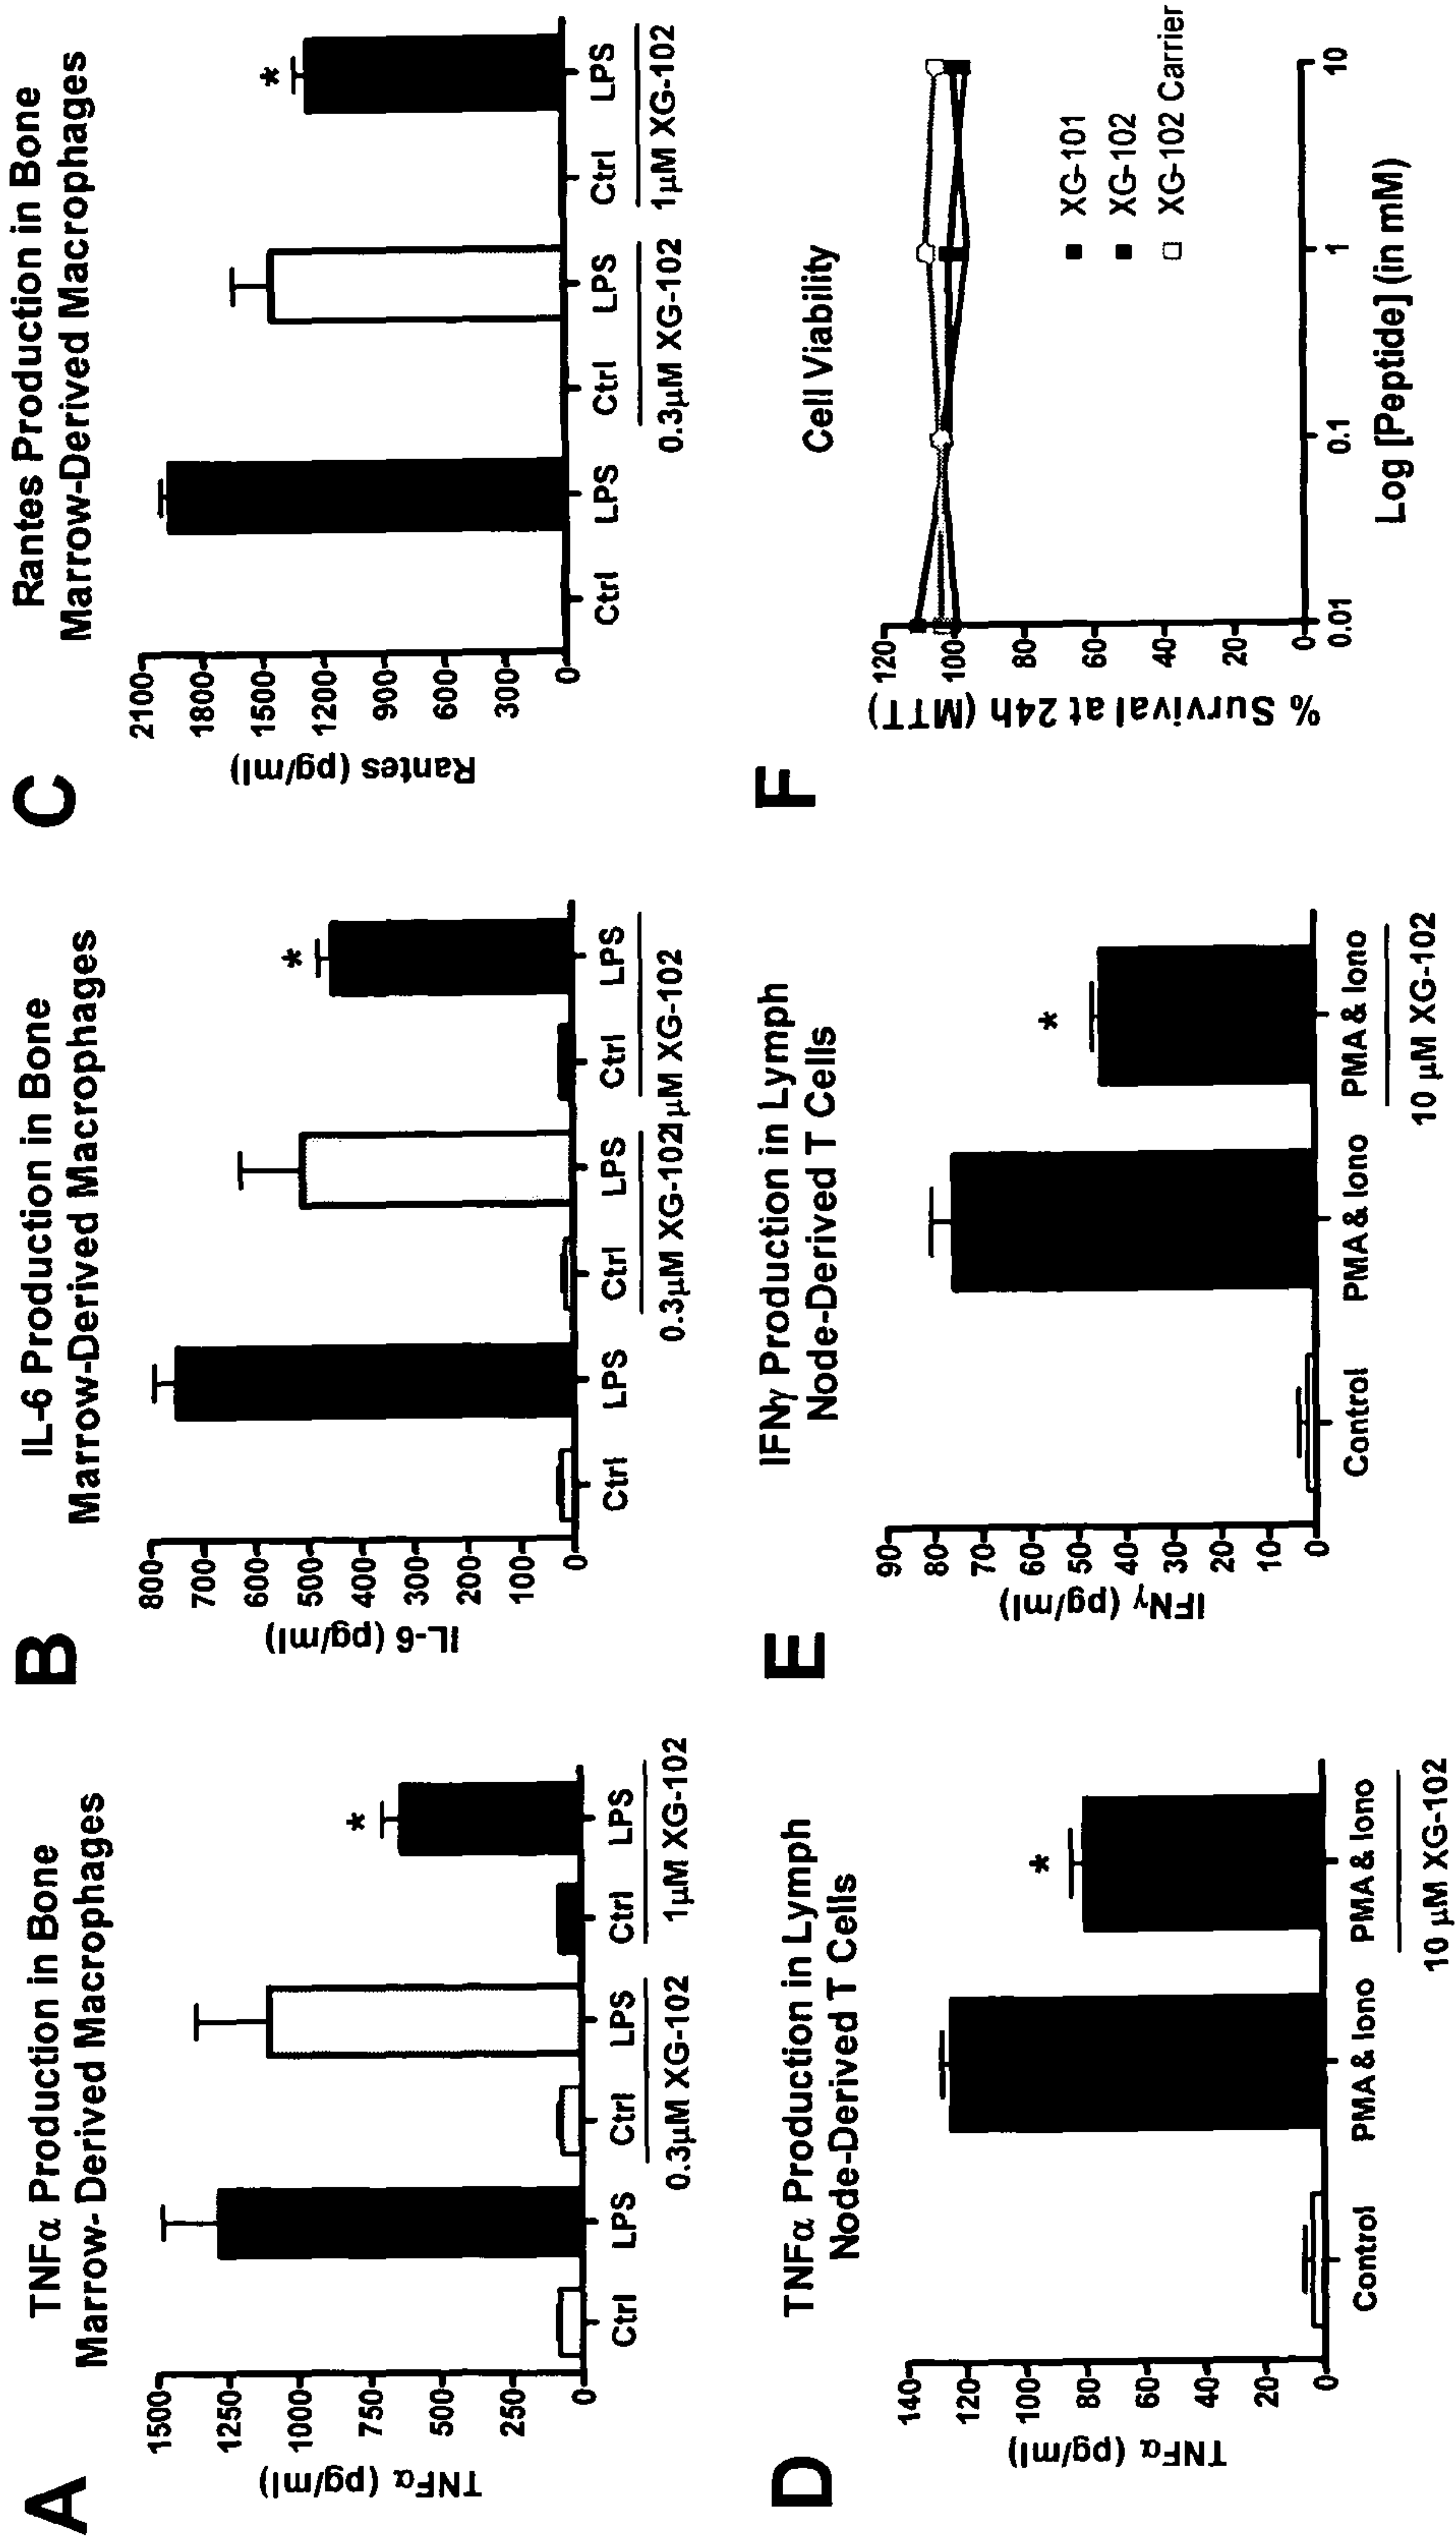 A
TNFα Production in Bone
Marrow- Derived Macrophages
TNFα (pg/ml)
1500
1250
1000
750
500
250
0
Ctrl LPS Ctrl LPS Ctrl LPS
*
0.3μM XG-102 1μM XG-102
B
IL-6 Production in Bone
Marrow-Derived Macrophages
IL-6 (pg/ml)
800
700
600
500
400
300
200
100
0
Ctrl LPS Ctrl LPS Ctrl LPS
*
0.3μM XG-102 1μM XG-102
C
Rantes Production in Bone
Marrow-Derived Macrophages
Rantes (pg/ml)
2100
1800
1500
1200
900
600
300
0
Ctrl LPS Ctrl LPS Ctrl LPS
*
0.3μM XG-102 1μM XG-102
D
TNFα Production in Lymph
Node-Derived T Cells
TNFα (pg/ml)
140
120
100
80
60
40
20
0
Control PMA & Iono PMA & Iono
*
10 μM XG-102
E
IFNγ Production in Lymph
Node-Derived T Cells
IFNγ (pg/ml)
90
80
70
60
50
40
30
20
10
0
Control PMA & Iono PMA & Iono
*
10 μM XG-102
F
Cell Viability
% Survival at 24h (MTT)
120
100
80
60
40
20
0
XG-101
XG-102
XG-102 Carrier
0.01 0.1 1 10
Log [Peptide] (in mM)